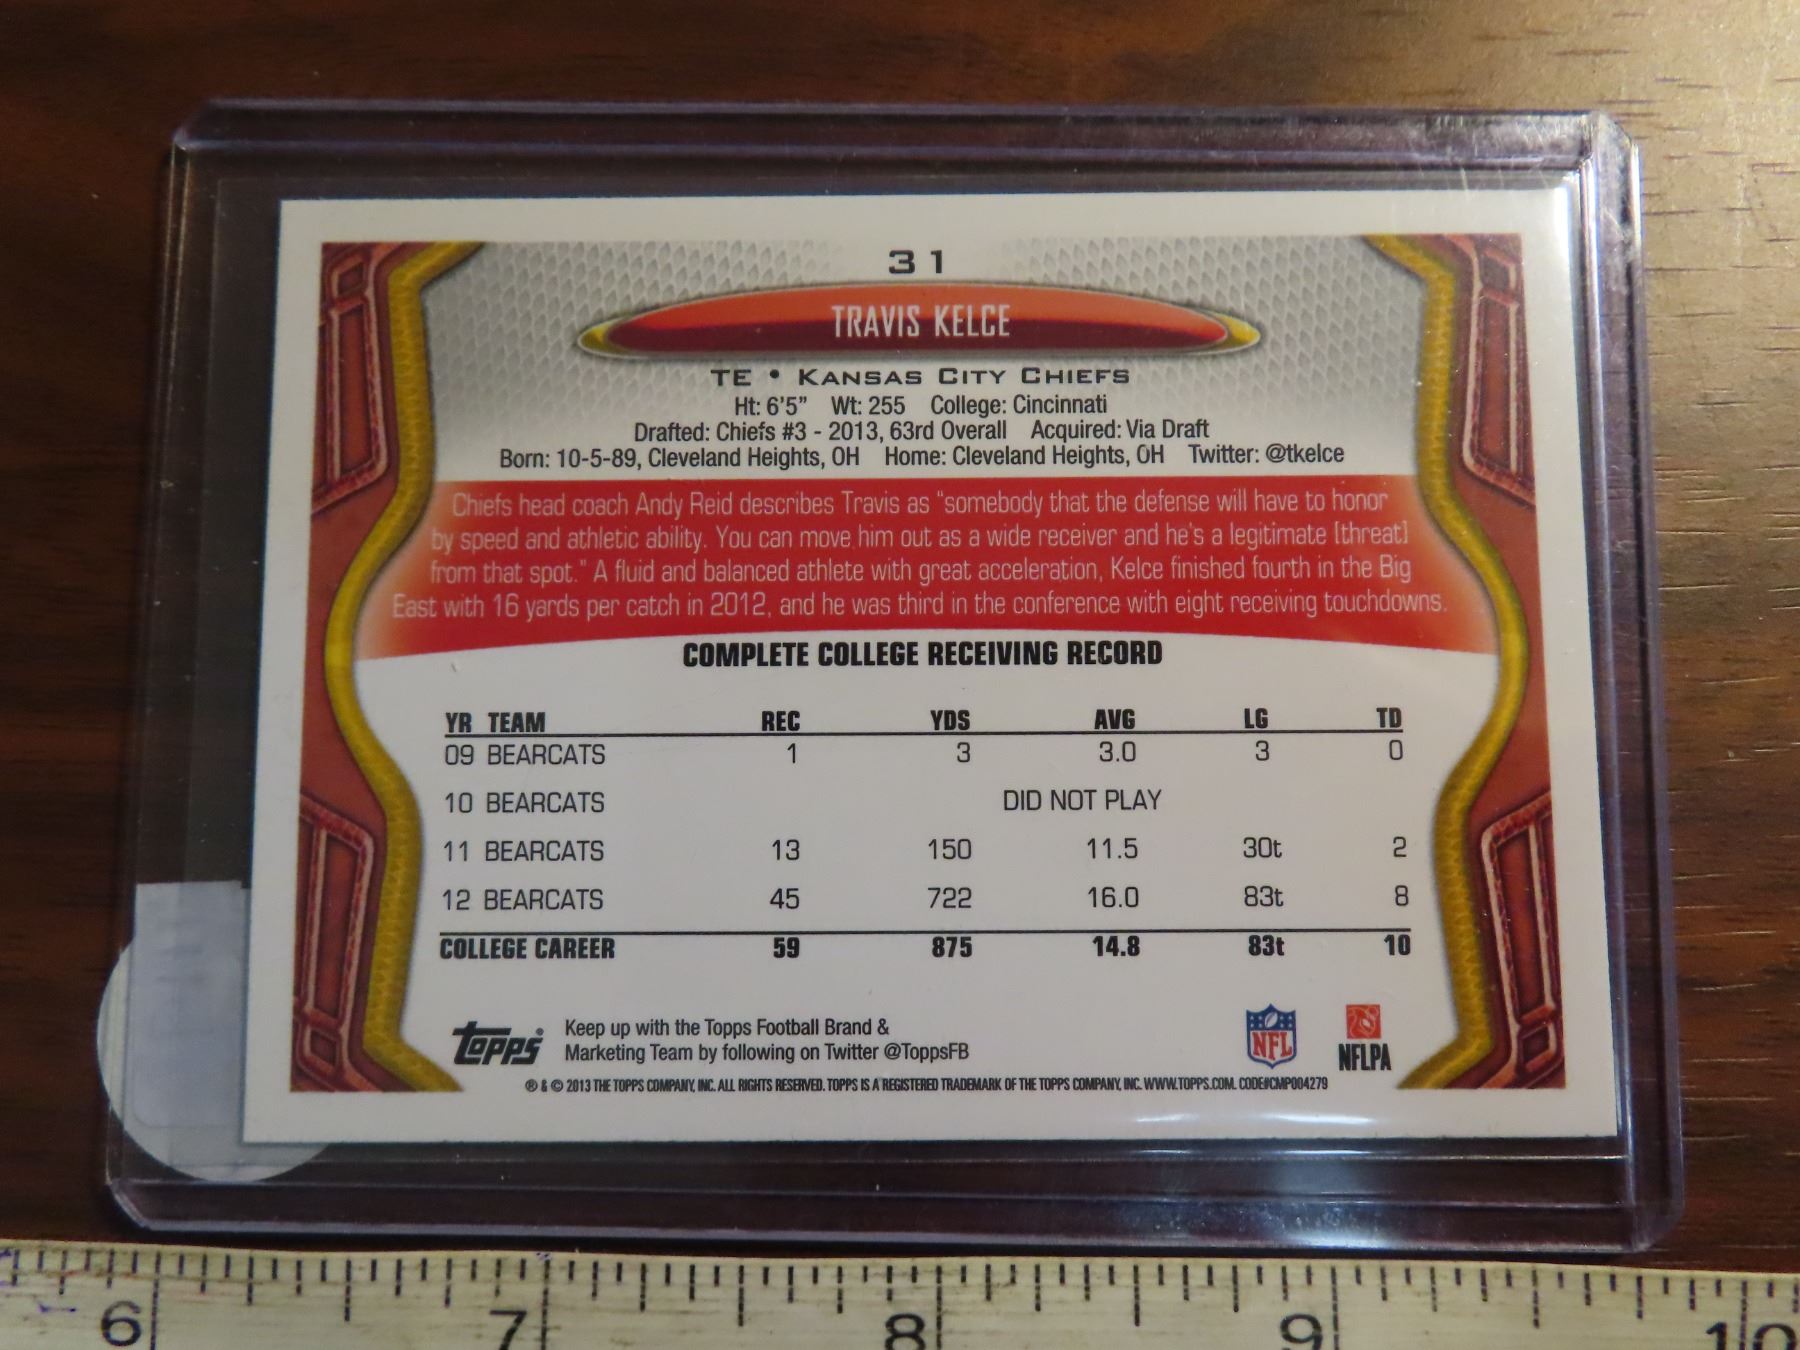 31
TRAVIS KELCE
TE • KANSAS CITY CHIEFS
Ht: 6'5" Wt: 255 College: Cincinnati
Drafted: Chiefs #3 - 2013, 63rd Overall Acquired: Via Draft
Born: 10-5-89, Cleveland Heights, OH Home: Cleveland Heights, OH Twitter: @tkelce
Chiefs head coach Andy Reid describes Travis as "somebody that the defense will have to honor
by speed and athletic ability. You can move him out as a wide receiver and he's a legitimate [threat]
from that spot." A fluid and balanced athlete with great acceleration, Kelce finished fourth in the Big
East with 16 yards per catch in 2012, and he was third in the conference with eight receiving touchdowns.
COMPLETE COLLEGE RECEIVING RECORD
YR TEAM REC YDS AVG LG TD
09 BEARCATS 1 3 3.0 3 0
10 BEARCATS DID NOT PLAY
11 BEARCATS 13 150 11.5 30t 2
12 BEARCATS 45 722 16.0 83t 8
COLLEGE CAREER 59 875 14.8 83t 10
Topps® Keep up with the Topps Football Brand &
Marketing Team by following on Twitter @ToppsFB
NFL NFLPA
® & © 2013 THE TOPPS COMPANY, INC. ALL RIGHTS RESERVED. TOPPS IS A REGISTERED TRADEMARK OF THE TOPPS COMPANY, INC. WWW.TOPPS.COM. CODE#CMP004279
6 7 8 9 10